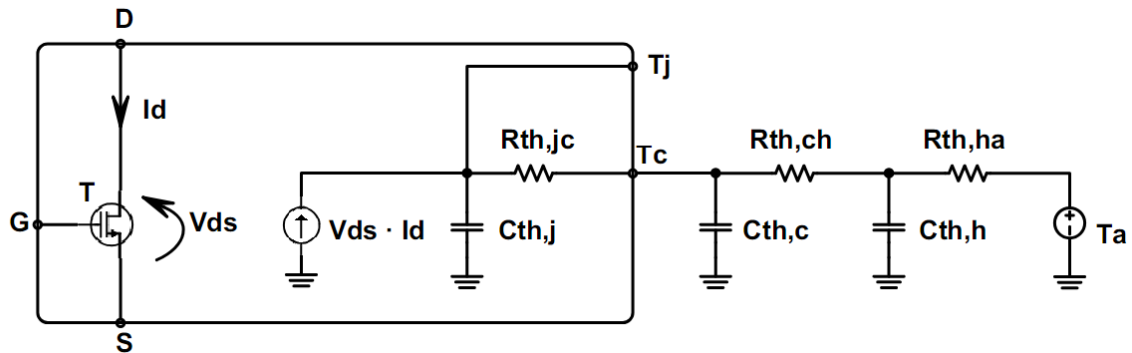 D
Id
Tj
Rth,jc
Tc
Rth,ch
Rth,ha
T
G
Vds
Vds · Id
Cth,j
Cth,c
Cth,h
Ta
S